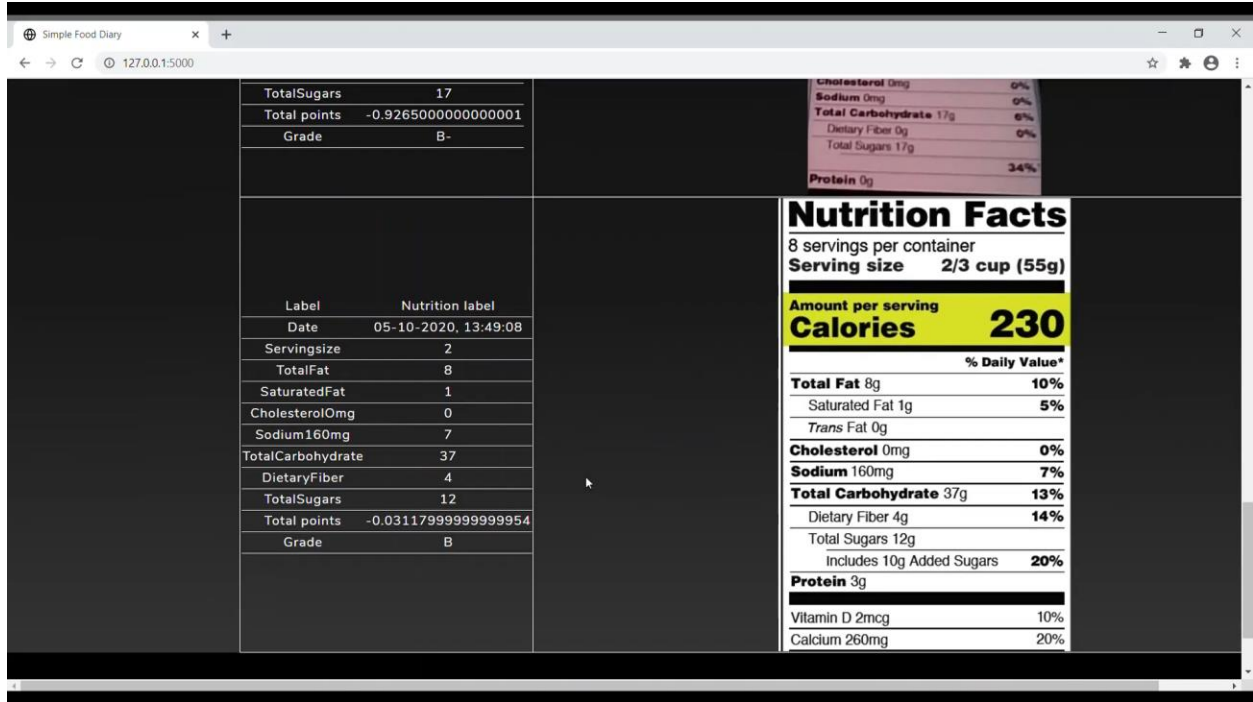 Simple Food Diary
127.0.0.1:5000
TotalSugars 17
Total points -0.9265000000000001
Grade B-
Cholesterol 0mg 0%
Sodium 0mg 0%
Total Carbohydrate 17g 6%
Dietary Fiber 0g 0%
Total Sugars 17g
34%
Protein 0g
Label Nutrition label
Date 05-10-2020, 13:49:08
Servingsize 2
TotalFat 8
SaturatedFat 1
CholesterolOmg 0
Sodium160mg 7
TotalCarbohydrate 37
DietaryFiber 4
TotalSugars 12
Total points -0.03117999999999954
Grade B
Nutrition Facts
8 servings per container
Serving size 2/3 cup (55g)
Amount per serving
Calories 230
% Daily Value*
Total Fat 8g 10%
Saturated Fat 1g 5%
Trans Fat 0g
Cholesterol 0mg 0%
Sodium 160mg 7%
Total Carbohydrate 37g 13%
Dietary Fiber 4g 14%
Total Sugars 12g
Includes 10g Added Sugars 20%
Protein 3g
Vitamin D 2mcg 10%
Calcium 260mg 20%